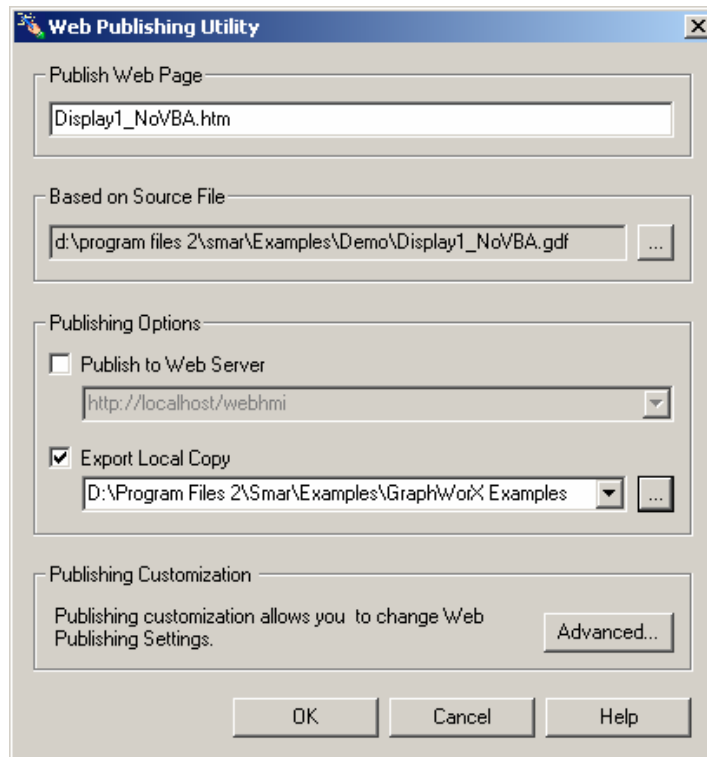 Web Publishing Utility
Publish Web Page
Display1_NoVBA.htm
Based on Source File
d:\program files 2\smar\Examples\Demo\Display1_NoVBA.gdf
...
Publishing Options
Publish to Web Server
http://localhost/webhmi
Export Local Copy
D:\Program Files 2\Smar\Examples\GraphWorX Examples
...
Publishing Customization
Publishing customization allows you  to change Web
Publishing Settings.
Advanced...
OK
Cancel
Help